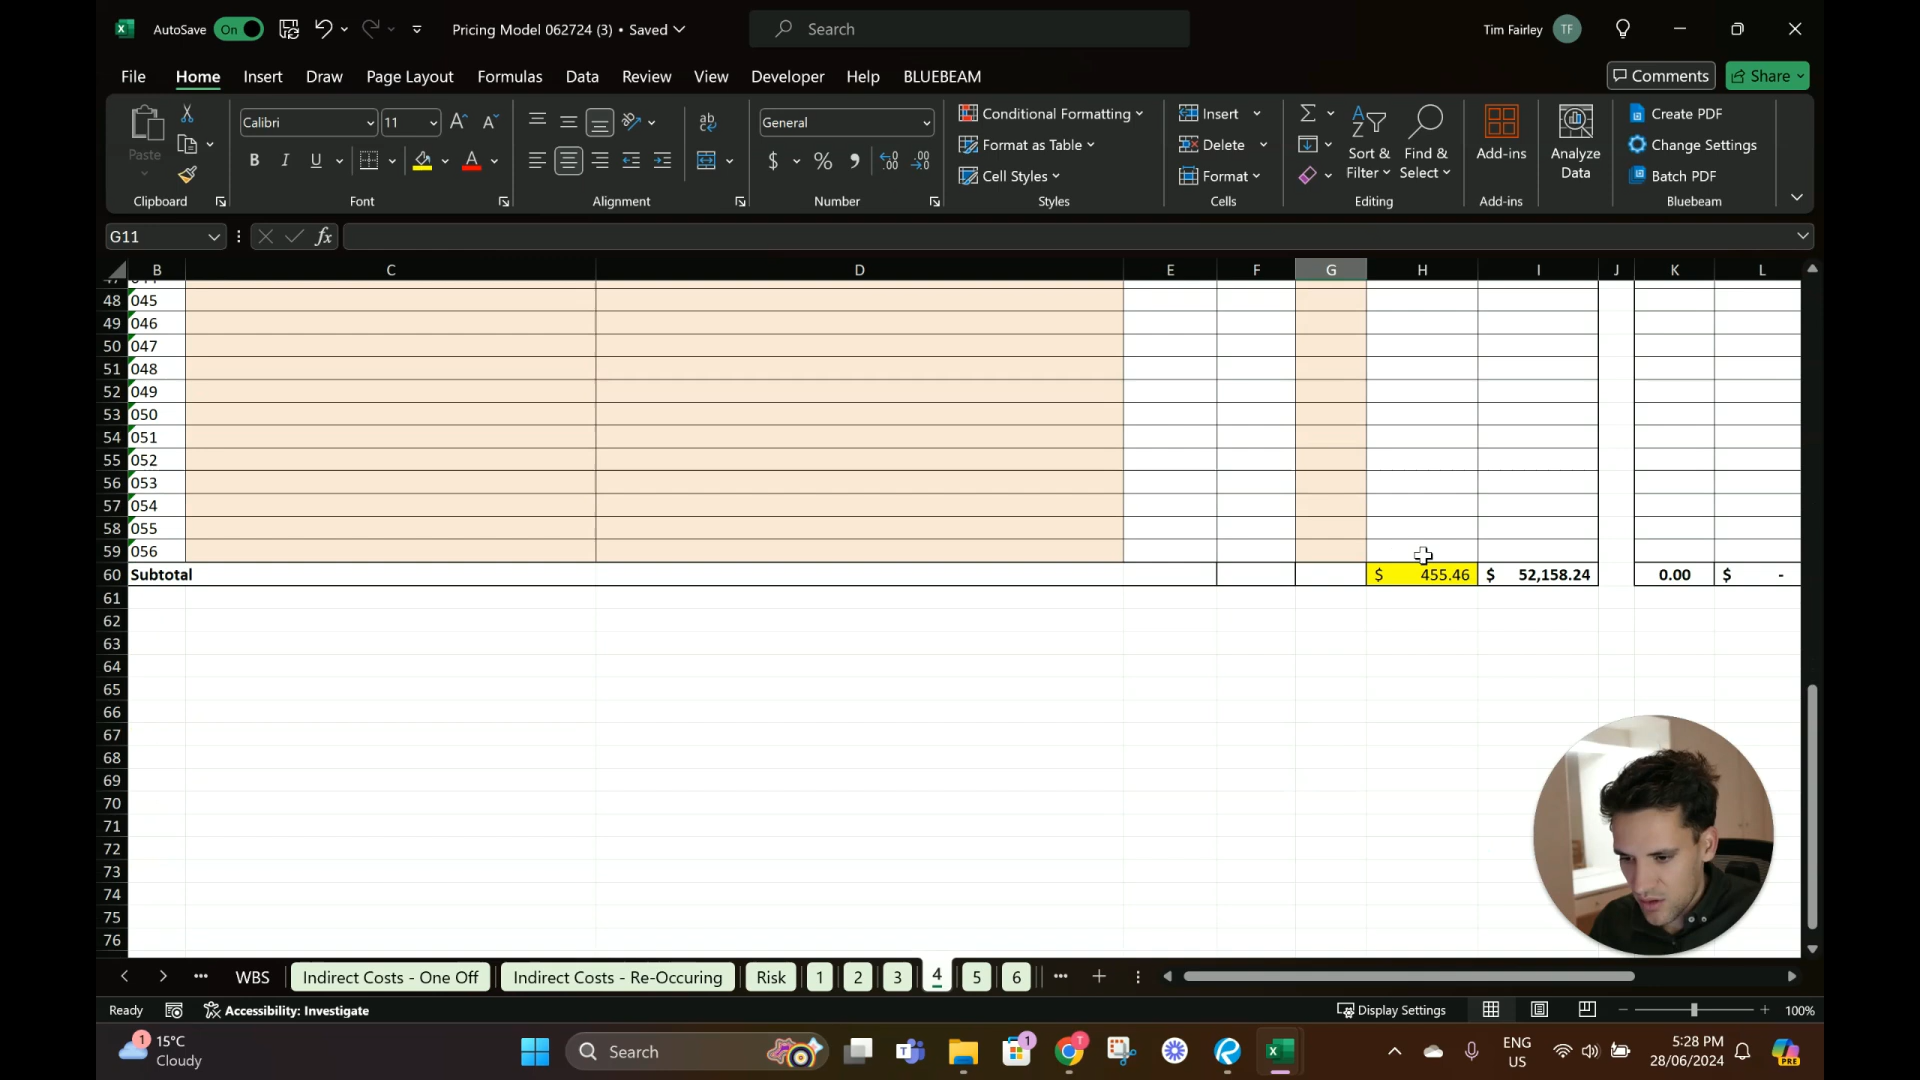 AutoSave On Pricing Model 062724 (3) • Saved Search Tim Fairley TF
File Home Insert Draw Page Layout Formulas Data Review View Developer Help BLUEBEAM Comments Share
Paste Calibri 11 General Conditional Formatting Format as Table Cell Styles Insert Delete Format Sort & Filter Find & Select Add-ins Analyze Data Create PDF Change Settings Batch PDF
Clipboard Font Alignment Number Styles Cells Editing Add-ins Bluebeam
G11 fx
B C D E F G H I J K L
48 045
49 046
50 047
51 048
52 049
53 050
54 051
55 052
56 053
57 054
58 055
59 056
60 Subtotal $ 455.46 $ 52,158.24 0.00 $ -
61
62
63
64
65
66
67
68
69
70
71
72
73
74
75
76
WBS Indirect Costs - One Off Indirect Costs - Re-Occuring Risk 1 2 3 4 5 6
Ready Accessibility: Investigate Display Settings 100%
1 15°C Search 1 T ENG 5:28 PM
Cloudy US 28/06/2024 PRE